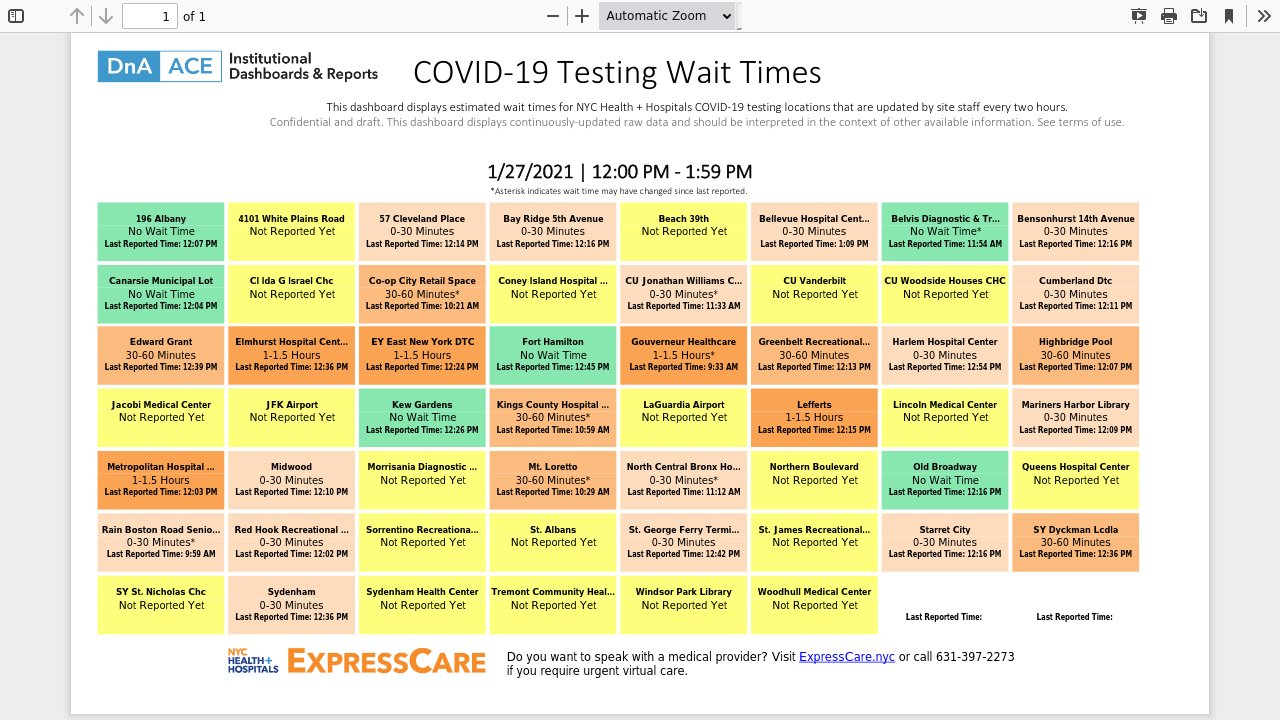 1 of 1 Automatic Zoom
DnA ACE Institutional Dashboards & Reports
COVID-19 Testing Wait Times
This dashboard displays estimated wait times for NYC Health + Hospitals COVID-19 testing locations that are updated by site staff every two hours.
Confidential and draft. This dashboard displays continuously-updated raw data and should be interpreted in the context of other available information. See terms of use.
1/27/2021 | 12:00 PM - 1:59 PM
*Asterisk indicates wait time may have changed since last reported.
196 Albany
No Wait Time
Last Reported Time: 12:07 PM
4101 White Plains Road
Not Reported Yet
57 Cleveland Place
0-30 Minutes
Last Reported Time: 12:14 PM
Bay Ridge 5th Avenue
0-30 Minutes
Last Reported Time: 12:16 PM
Beach 39th
Not Reported Yet
Bellevue Hospital Cent...
0-30 Minutes
Last Reported Time: 1:09 PM
Belvis Diagnostic & Tr...
No Wait Time*
Last Reported Time: 11:54 AM
Bensonhurst 14th Avenue
0-30 Minutes
Last Reported Time: 12:16 PM
Canarsie Municipal Lot
No Wait Time
Last Reported Time: 12:04 PM
Cl Ida G Israel Chc
Not Reported Yet
Co-op City Retail Space
30-60 Minutes*
Last Reported Time: 10:21 AM
Coney Island Hospital ...
Not Reported Yet
CU Jonathan Williams C...
0-30 Minutes*
Last Reported Time: 11:33 AM
CU Vanderbilt
Not Reported Yet
CU Woodside Houses CHC
Not Reported Yet
Cumberland Dtc
0-30 Minutes
Last Reported Time: 12:11 PM
Edward Grant
30-60 Minutes
Last Reported Time: 12:39 PM
Elmhurst Hospital Cent...
1-1.5 Hours
Last Reported Time: 12:36 PM
EY East New York DTC
1-1.5 Hours
Last Reported Time: 12:24 PM
Fort Hamilton
No Wait Time
Last Reported Time: 12:45 PM
Gouverneur Healthcare
1-1.5 Hours*
Last Reported Time: 9:33 AM
Greenbelt Recreational...
30-60 Minutes
Last Reported Time: 12:13 PM
Harlem Hospital Center
0-30 Minutes
Last Reported Time: 12:54 PM
Highbridge Pool
30-60 Minutes
Last Reported Time: 12:07 PM
Jacobi Medical Center
Not Reported Yet
JFK Airport
Not Reported Yet
Kew Gardens
No Wait Time
Last Reported Time: 12:26 PM
Kings County Hospital ...
30-60 Minutes*
Last Reported Time: 10:59 AM
LaGuardia Airport
Not Reported Yet
Lefferts
1-1.5 Hours
Last Reported Time: 12:15 PM
Lincoln Medical Center
Not Reported Yet
Mariners Harbor Library
0-30 Minutes
Last Reported Time: 12:09 PM
Metropolitan Hospital ...
1-1.5 Hours
Last Reported Time: 12:03 PM
Midwood
0-30 Minutes
Last Reported Time: 12:10 PM
Morrisania Diagnostic ...
Not Reported Yet
Mt. Loretto
30-60 Minutes*
Last Reported Time: 10:29 AM
North Central Bronx Ho...
0-30 Minutes*
Last Reported Time: 11:12 AM
Northern Boulevard
Not Reported Yet
Old Broadway
No Wait Time
Last Reported Time: 12:16 PM
Queens Hospital Center
Not Reported Yet
Rain Boston Road Senio...
0-30 Minutes*
Last Reported Time: 9:59 AM
Red Hook Recreational ...
0-30 Minutes
Last Reported Time: 12:02 PM
Sorrentino Recreationa...
Not Reported Yet
St. Albans
Not Reported Yet
St. George Ferry Termi...
0-30 Minutes
Last Reported Time: 12:42 PM
St. James Recreational...
Not Reported Yet
Starret City
0-30 Minutes
Last Reported Time: 12:16 PM
SY Dyckman Lcdla
30-60 Minutes
Last Reported Time: 12:36 PM
SY St. Nicholas Chc
Not Reported Yet
Sydenham
0-30 Minutes
Last Reported Time: 12:36 PM
Sydenham Health Center
Not Reported Yet
Tremont Community Heal...
Not Reported Yet
Windsor Park Library
Not Reported Yet
Woodhull Medical Center
Not Reported Yet
Last Reported Time:
Last Reported Time:
NYC
HEALTH+
HOSPITALS
EXPRESSCARE
Do you want to speak with a medical provider? Visit ExpressCare.nyc or call 631-397-2273
if you require urgent virtual care.